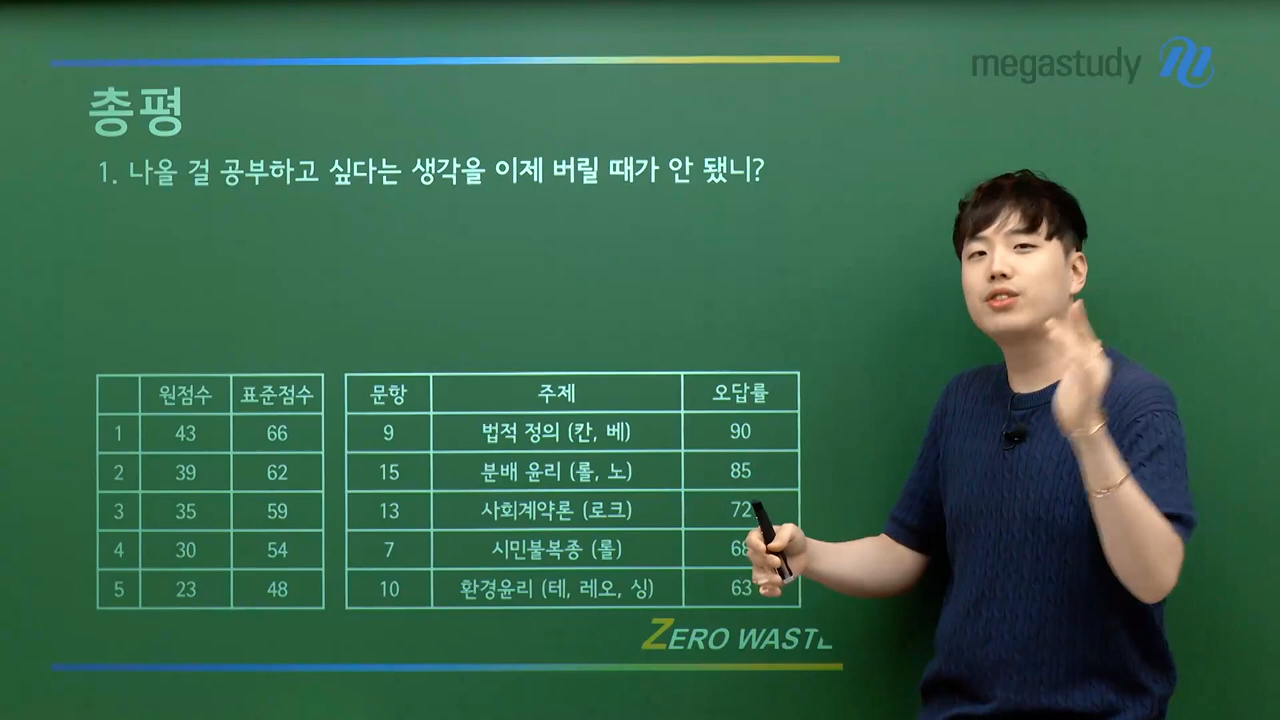 megastudy
총평
1. 나올 걸 공부하고 싶다는 생각을 이제 버릴 때가 안 됐니?
원점수 표준점수
1 43 66
2 39 62
3 35 59
4 30 54
5 23 48
문항 주제 오답률
9 법적 정의 (칸, 베) 90
15 분배 윤리 (롤, 노) 85
13 사회계약론 (로크) 72
7 시민불복종 (롤) 68
10 환경윤리 (테, 레오, 싱) 63
ZERO WASTE